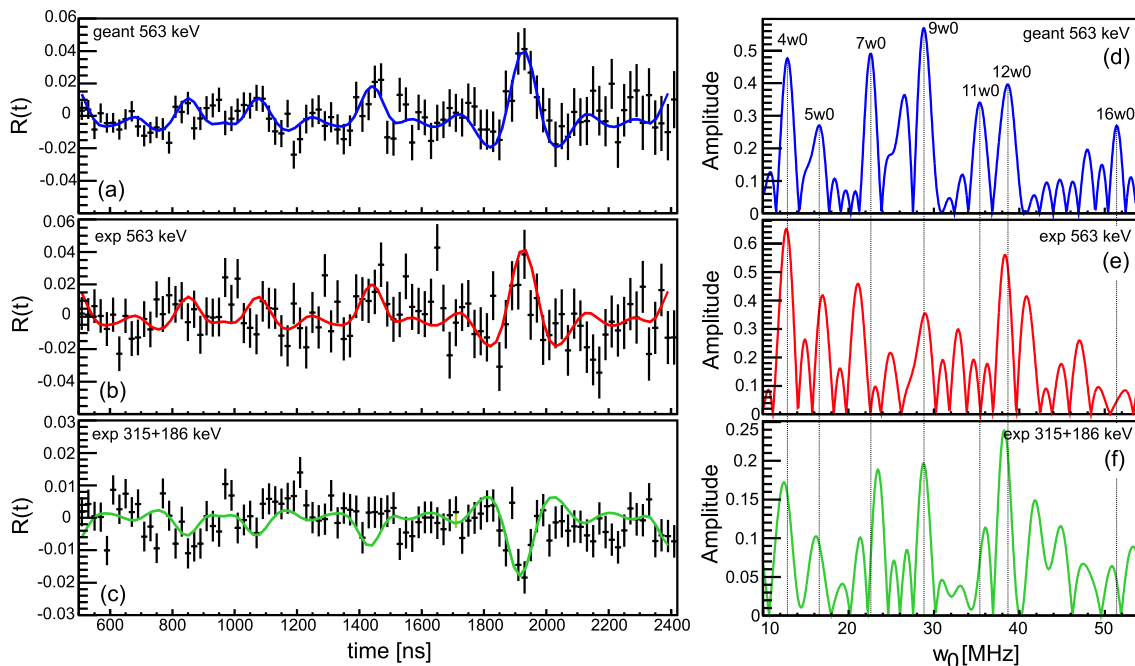 0.06
0.04
0.02
0
-0.02
-0.04
R(t)
geant 563 keV
(a)
0.06
0.04
0.02
0
-0.02
-0.04
R(t)
exp 563 keV
(b)
0.03
0.02
0.01
0
-0.01
-0.02
-0.03
R(t)
exp 315+186 keV
(c)
600 800 1000 1200 1400 1600 1800 2000 2200 2400
time [ns]
0.5
0.4
0.3
0.2
0.1
0
Amplitude
4w0 5w0 7w0 9w0 11w0 12w0 16w0
geant 563 keV
(d)
0.6
0.5
0.4
0.3
0.2
0.1
0
Amplitude
exp 563 keV
(e)
0.25
0.20
0.15
0.10
0.05
0
Amplitude
exp 315+186 keV
(f)
10 20 30 40 50
w0[MHz]